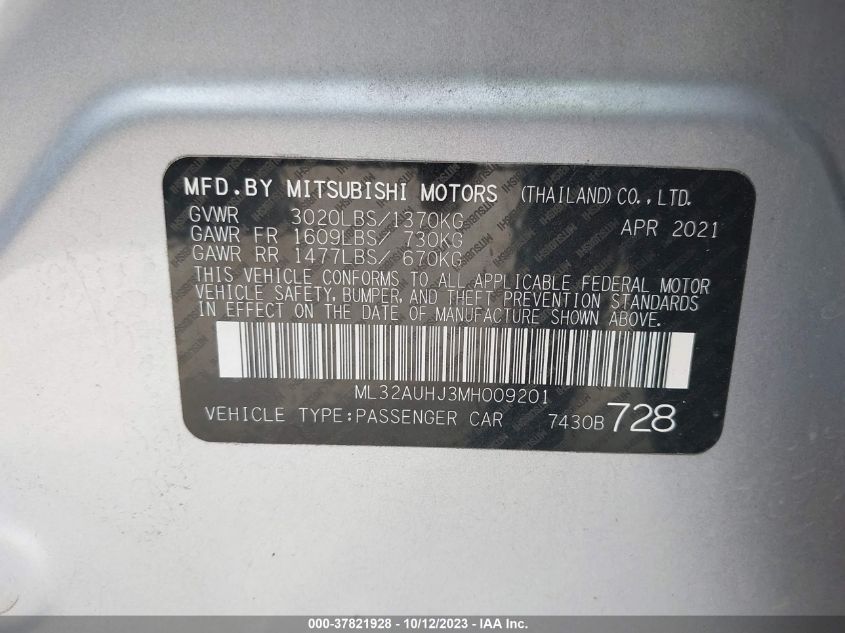 MFD.BY MITSUBISHI MOTORS (THAILAND)CO.,LTD.
GVWR 3020LBS/1370KG APR 2021
GAWR FR 1609LBS/ 730KG
GAWR RR 1477LBS/ 670KG
THIS VEHICLE CONFORMS TO ALL APPLICABLE FEDERAL MOTOR
VEHICLE SAFETY, BUMPER, AND THEFT PREVENTION STANDARDS
IN EFFECT ON THE DATE OF MANUFACTURE SHOWN ABOVE.
ML32AUHJ3MH009201
VEHICLE TYPE:PASSENGER CAR 7430B 728
000-37821928 - 10/12/2023 - IAA Inc.